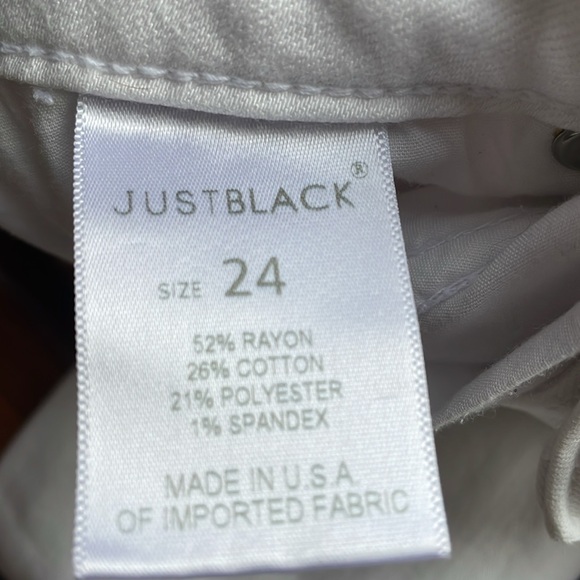 JUSTBLACK®
SIZE 24
52% RAYON
26% COTTON
21% POLYESTER
1% SPANDEX
MADE IN U.S.A
OF IMPORTED FABRIC